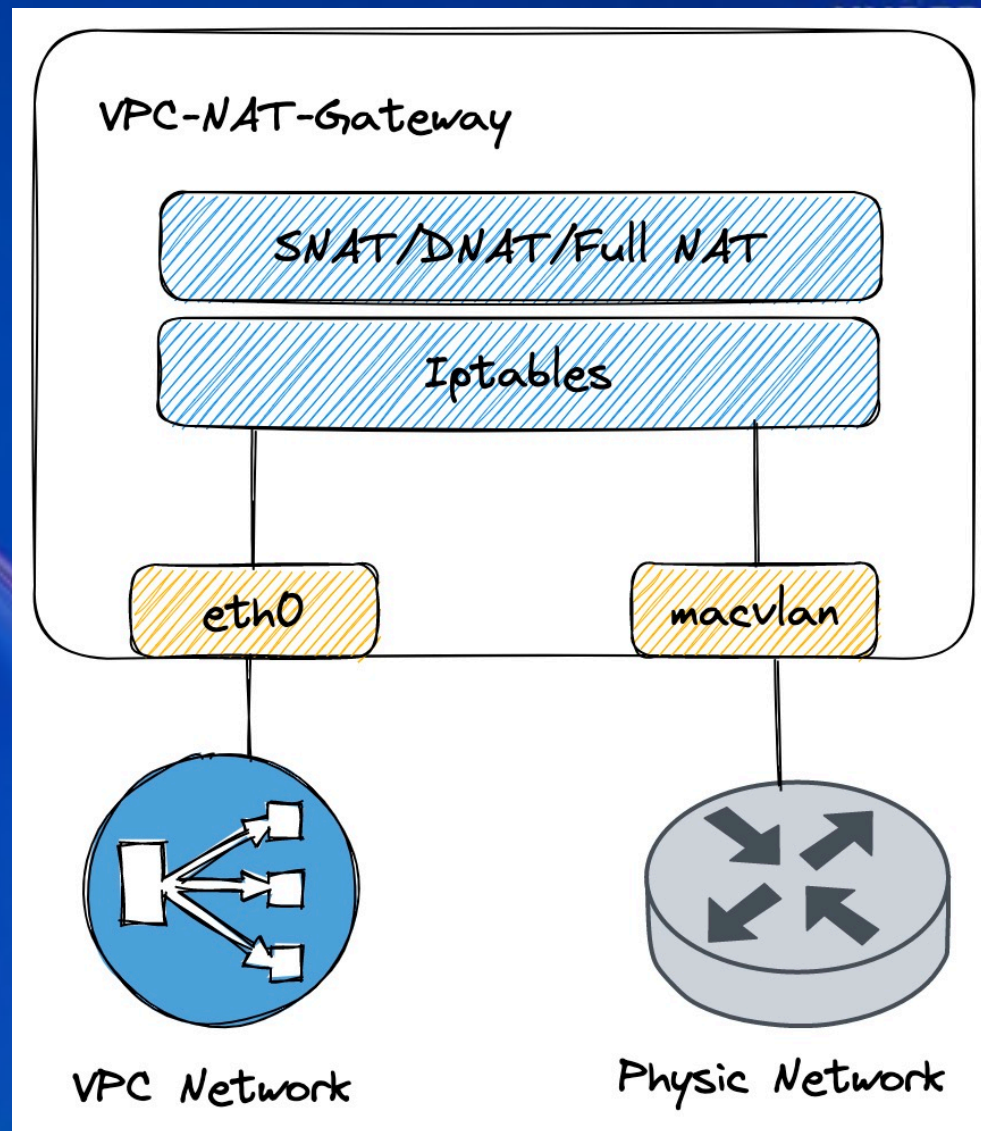 VPC-NAT-Gateway
SNAT/DNAT/Full NAT
Iptables
eth0
macvlan
VPC Network
Physic Network